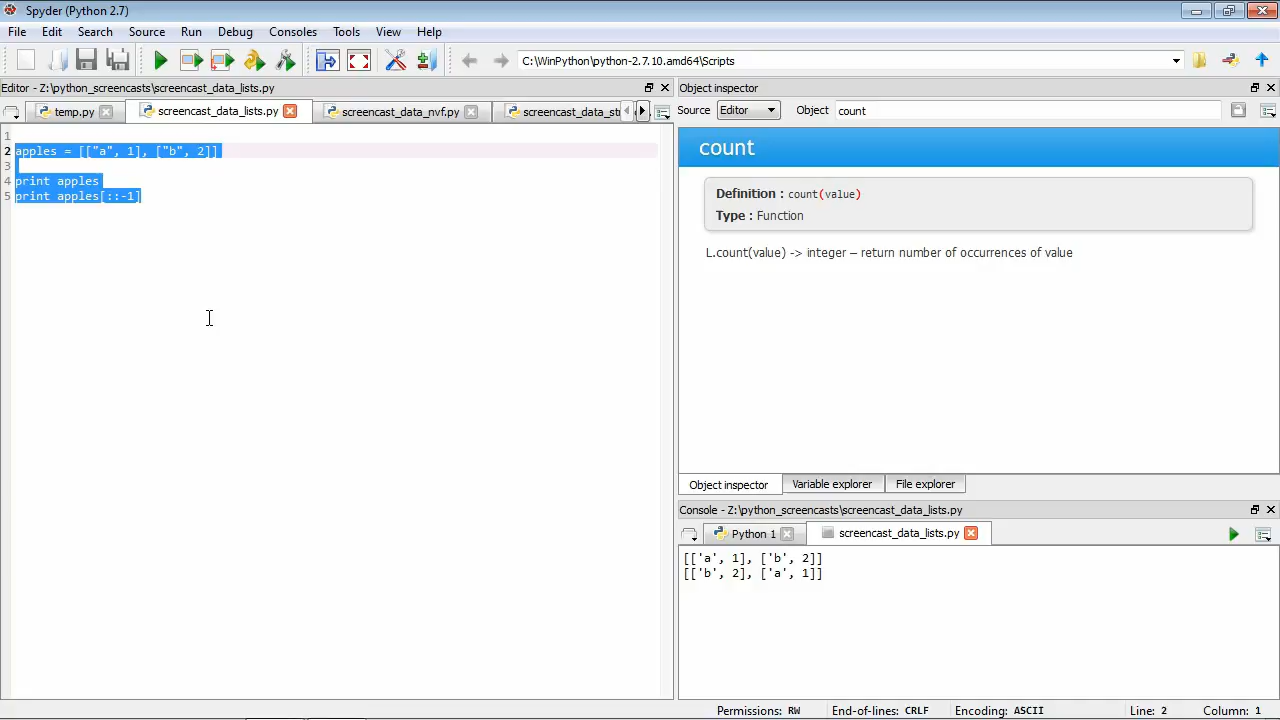 Spyder (Python 2.7)
File Edit Search Source Run Debug Consoles Tools View Help
C:\WinPython\python-2.7.10.amd64\Scripts
Editor - Z:\python_screencasts\screencast_data_lists.py
temp.py screencast_data_lists.py screencast_data_nvf.py screencast_data_st
1
2 apples = [["a", 1], ["b", 2]]
3
4 print apples
5 print apples[::-1]
Object inspector
Source Editor Object count
count
Definition : count(value)
Type : Function
L.count(value) -> integer – return number of occurrences of value
Object inspector Variable explorer File explorer
Console - Z:\python_screencasts\screencast_data_lists.py
Python 1 screencast_data_lists.py
[['a', 1], ['b', 2]]
[['b', 2], ['a', 1]]
Permissions: RW End-of-lines: CRLF Encoding: ASCII Line: 2 Column: 1